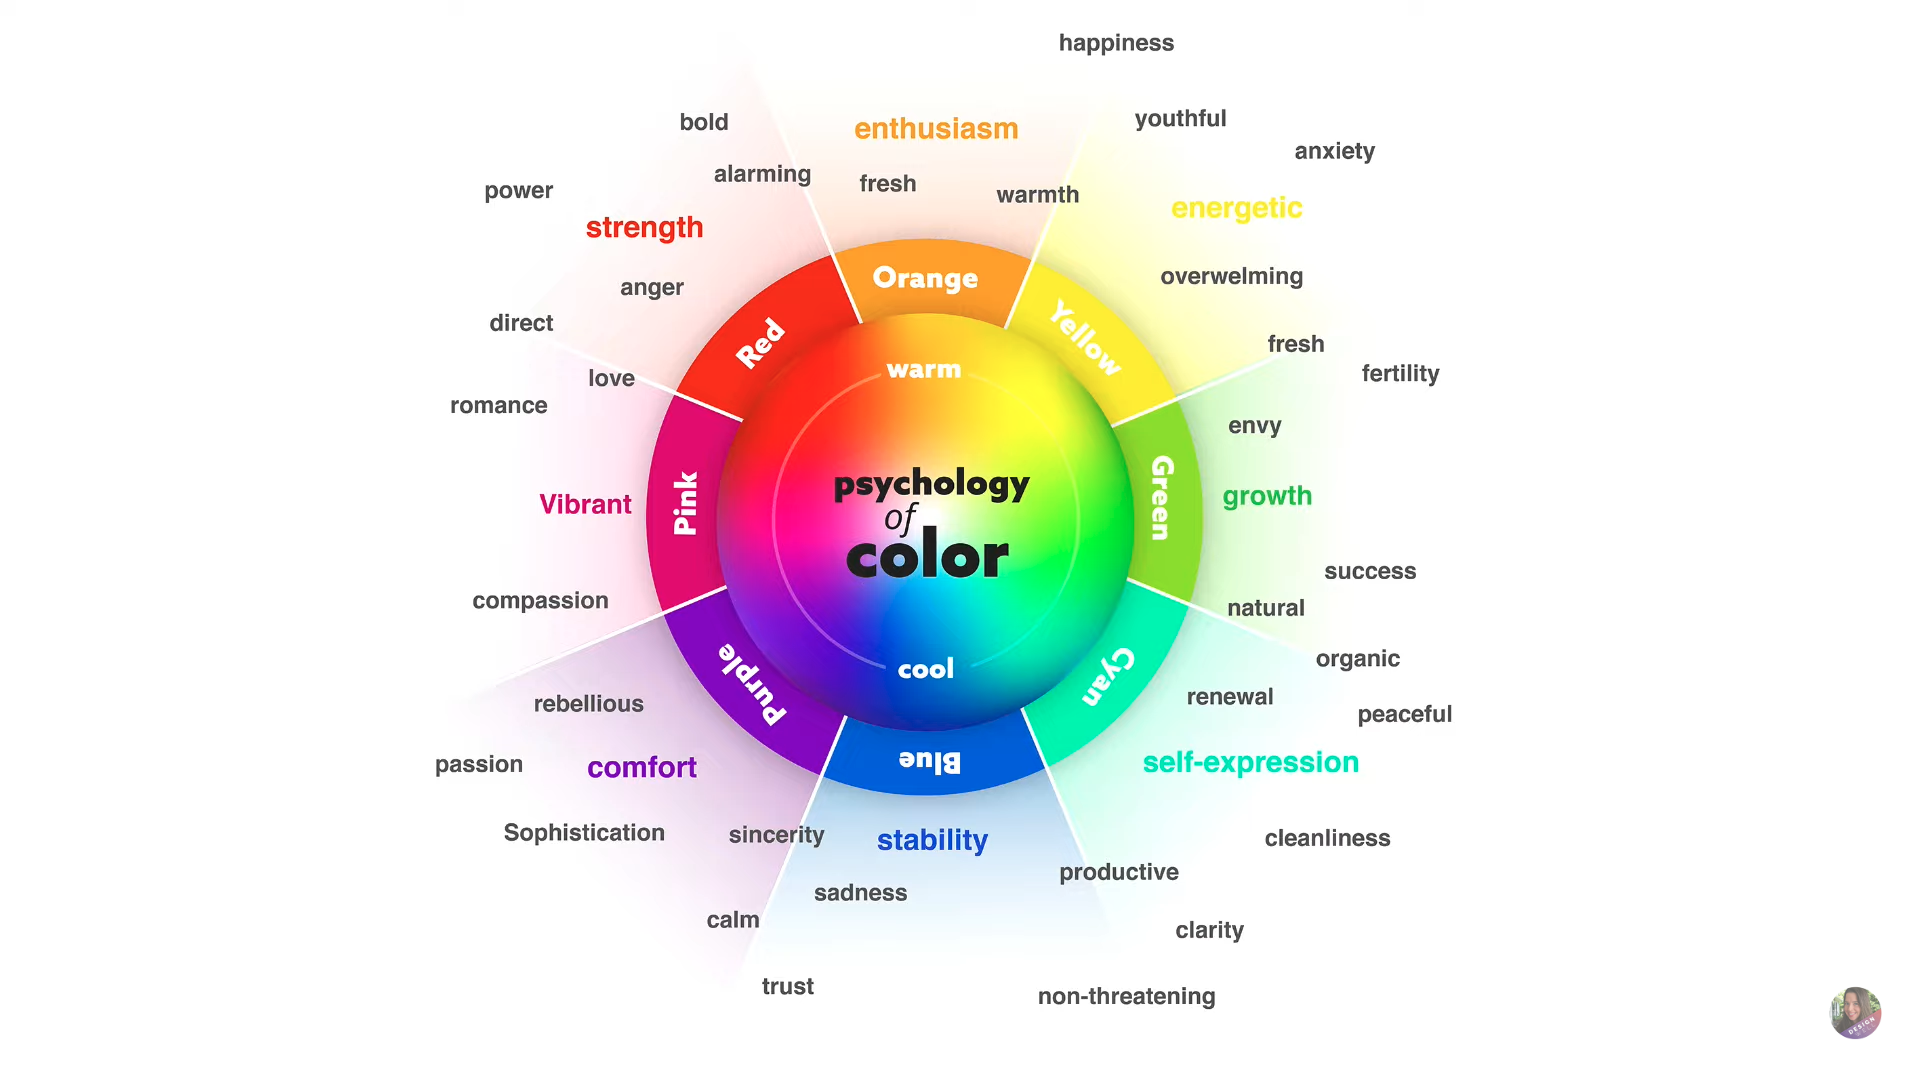 happiness
bold
enthusiasm
youthful
anxiety
alarming
fresh
warmth
power
energetic
strength
overwelming
anger
Orange
direct
Red
Yellow
fresh
love
warm
fertility
romance
envy
Vibrant
Pink
psychology
of
color
Green
growth
compassion
success
natural
rebellious
Purple
cool
Cyan
renewal
organic
peaceful
passion
comfort
Blue
self-expression
Sophistication
sincerity
stability
cleanliness
sadness
productive
calm
clarity
trust
non-threatening
DESIGN